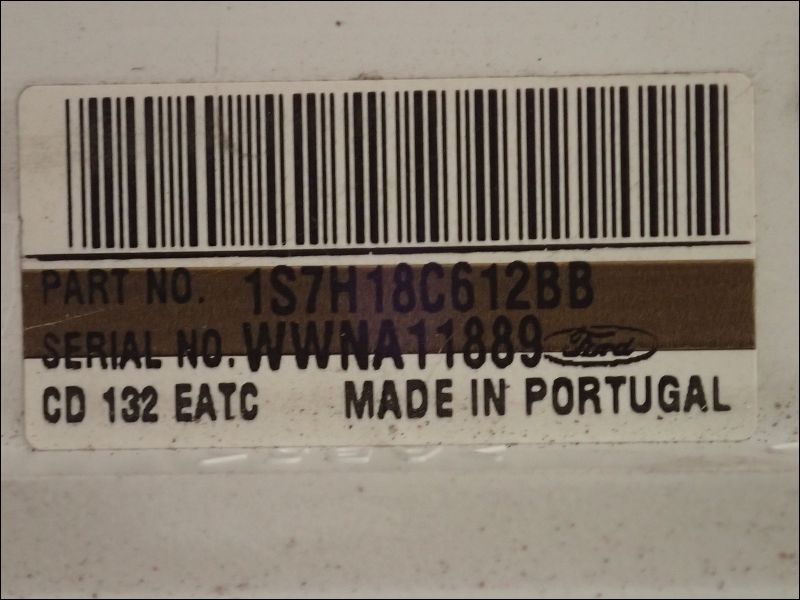 PART NO. 1S7H18C612BB
SERIAL NO. WWNA11889 Ford
CD 132 EATC MADE IN PORTUGAL